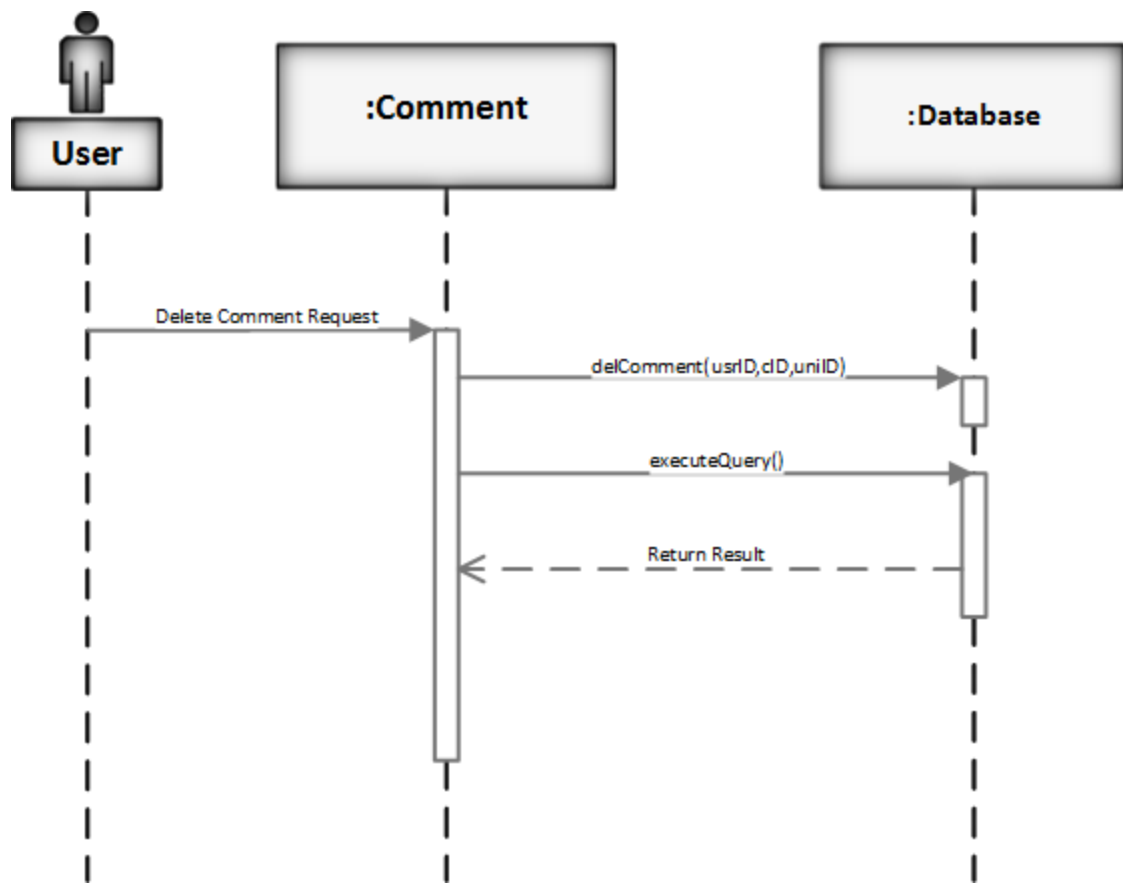 User
:Comment
:Database
Delete Comment Request
delComment(usrID,cID,uniID)
executeQuery()
Return Result